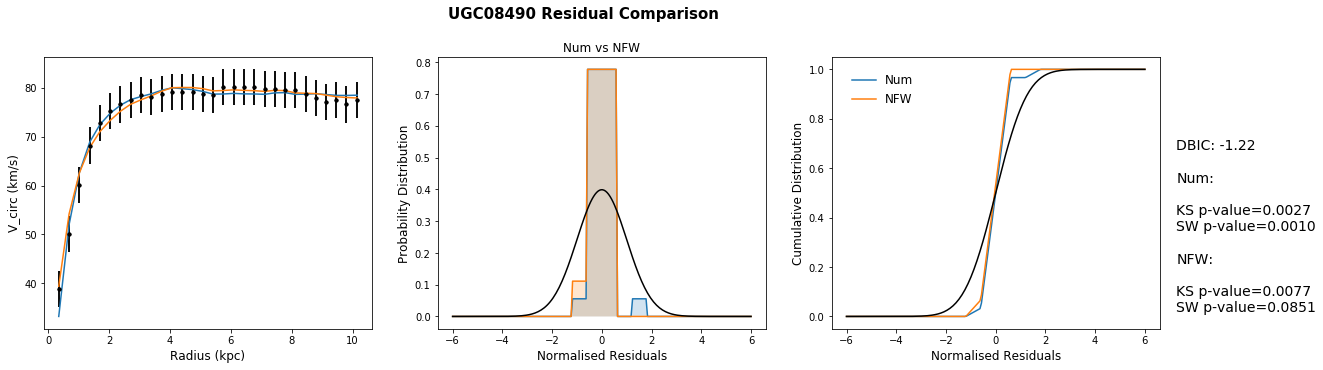 UGC08490 Residual Comparison
V_circ (km/s)
80
70
60
50
40
0
2
4
6
8
10
Radius (kpc)
Num vs NFW
Probability Distribution
0.8
0.7
0.6
0.5
0.4
0.3
0.2
0.1
0.0
−6
−4
−2
0
2
4
6
Normalised Residuals
Cumulative Distribution
1.0
0.8
0.6
0.4
0.2
0.0
Num
NFW
−6
−4
−2
0
2
4
6
Normalised Residuals
DBIC: -1.22
Num:
KS p-value=0.0027
SW p-value=0.0010
NFW:
KS p-value=0.0077
SW p-value=0.0851